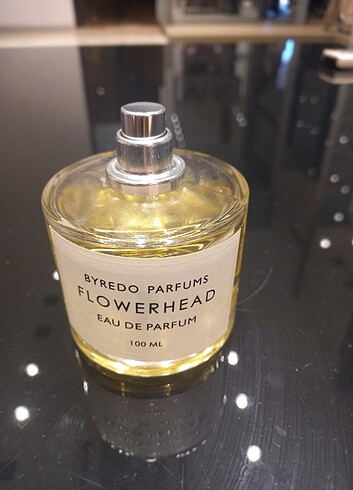 BYREDO PARFUMS
FLOWERHEAD
EAU DE PARFUM
100 ML